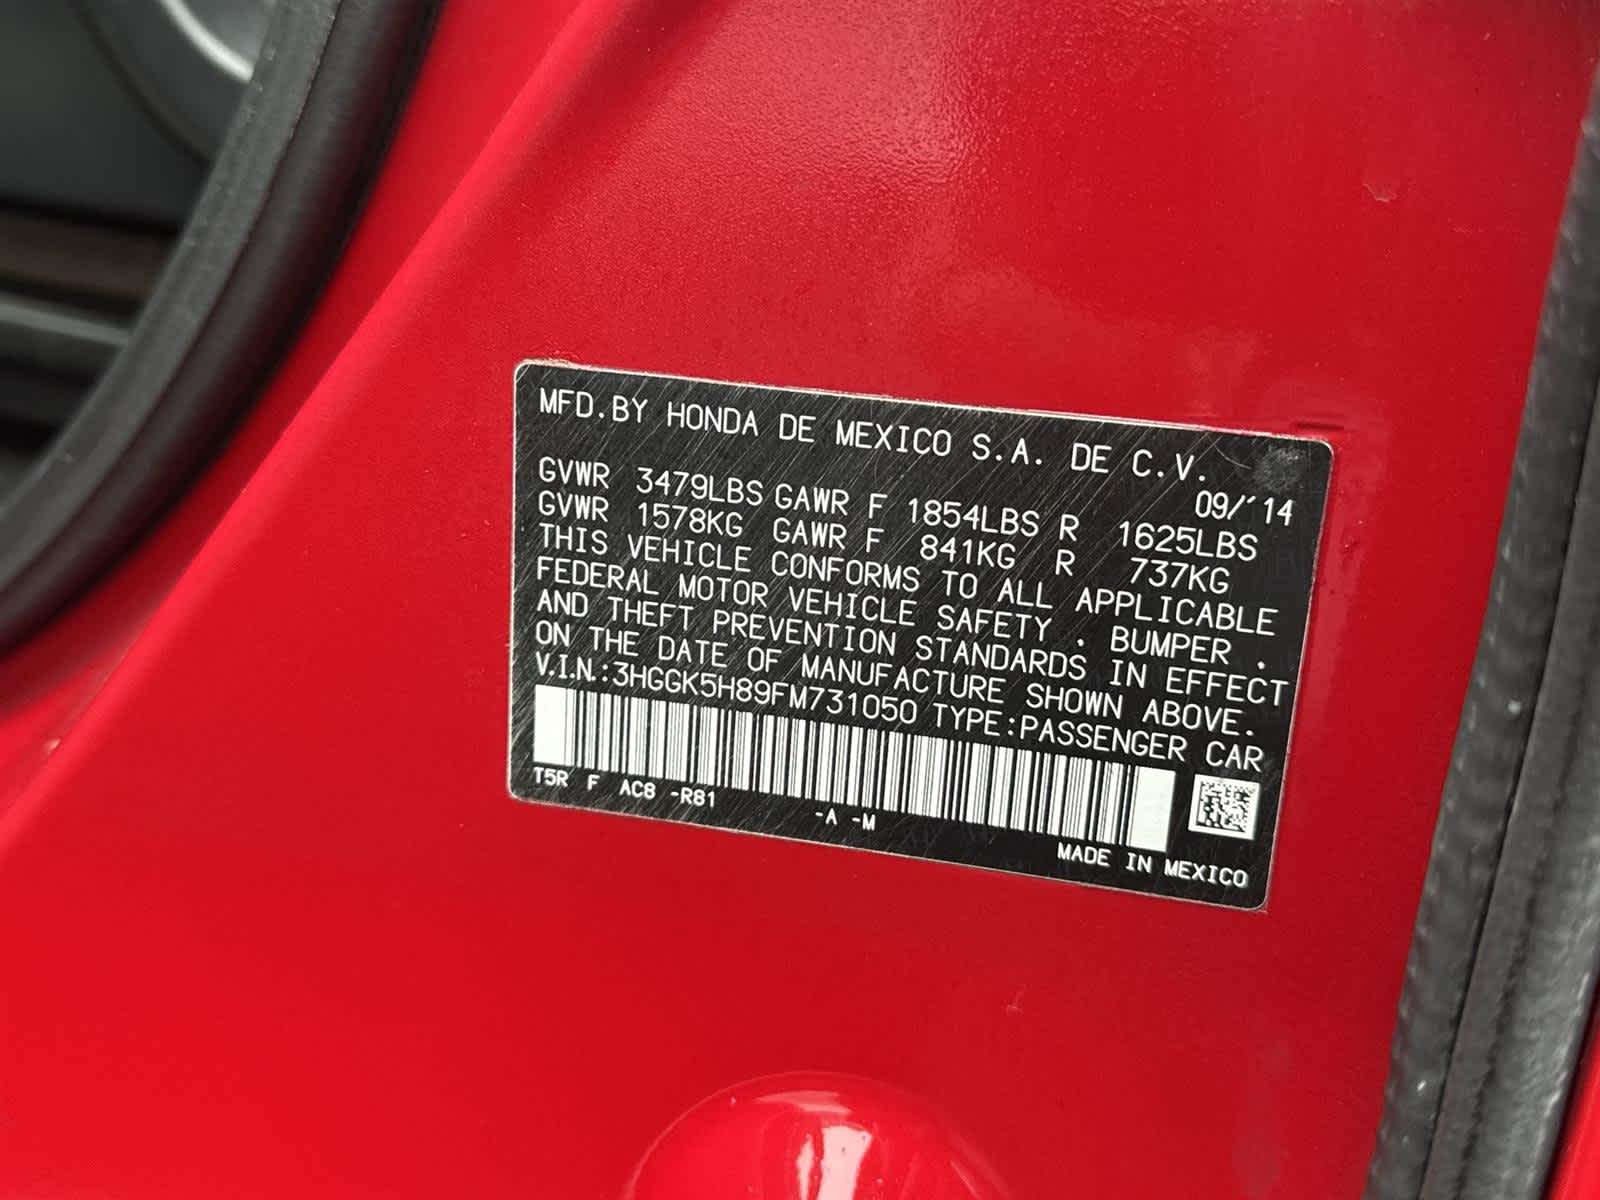 MFD.BY HONDA DE MEXICO S.A. DE C.V.
09/'14
GVWR 3479LBS GAWR F 1854LBS R 1625LBS
GVWR 1578KG GAWR F 841KG R 737KG
THIS VEHICLE CONFORMS TO ALL APPLICABLE
FEDERAL MOTOR VEHICLE SAFETY , BUMPER ,
AND THEFT PREVENTION STANDARDS IN EFFECT
ON THE DATE OF MANUFACTURE SHOWN ABOVE.
V.I.N.:3HGGK5H89FM731050 TYPE:PASSENGER CAR
T5R F AC8 -R81 -A -M
MADE IN MEXICO